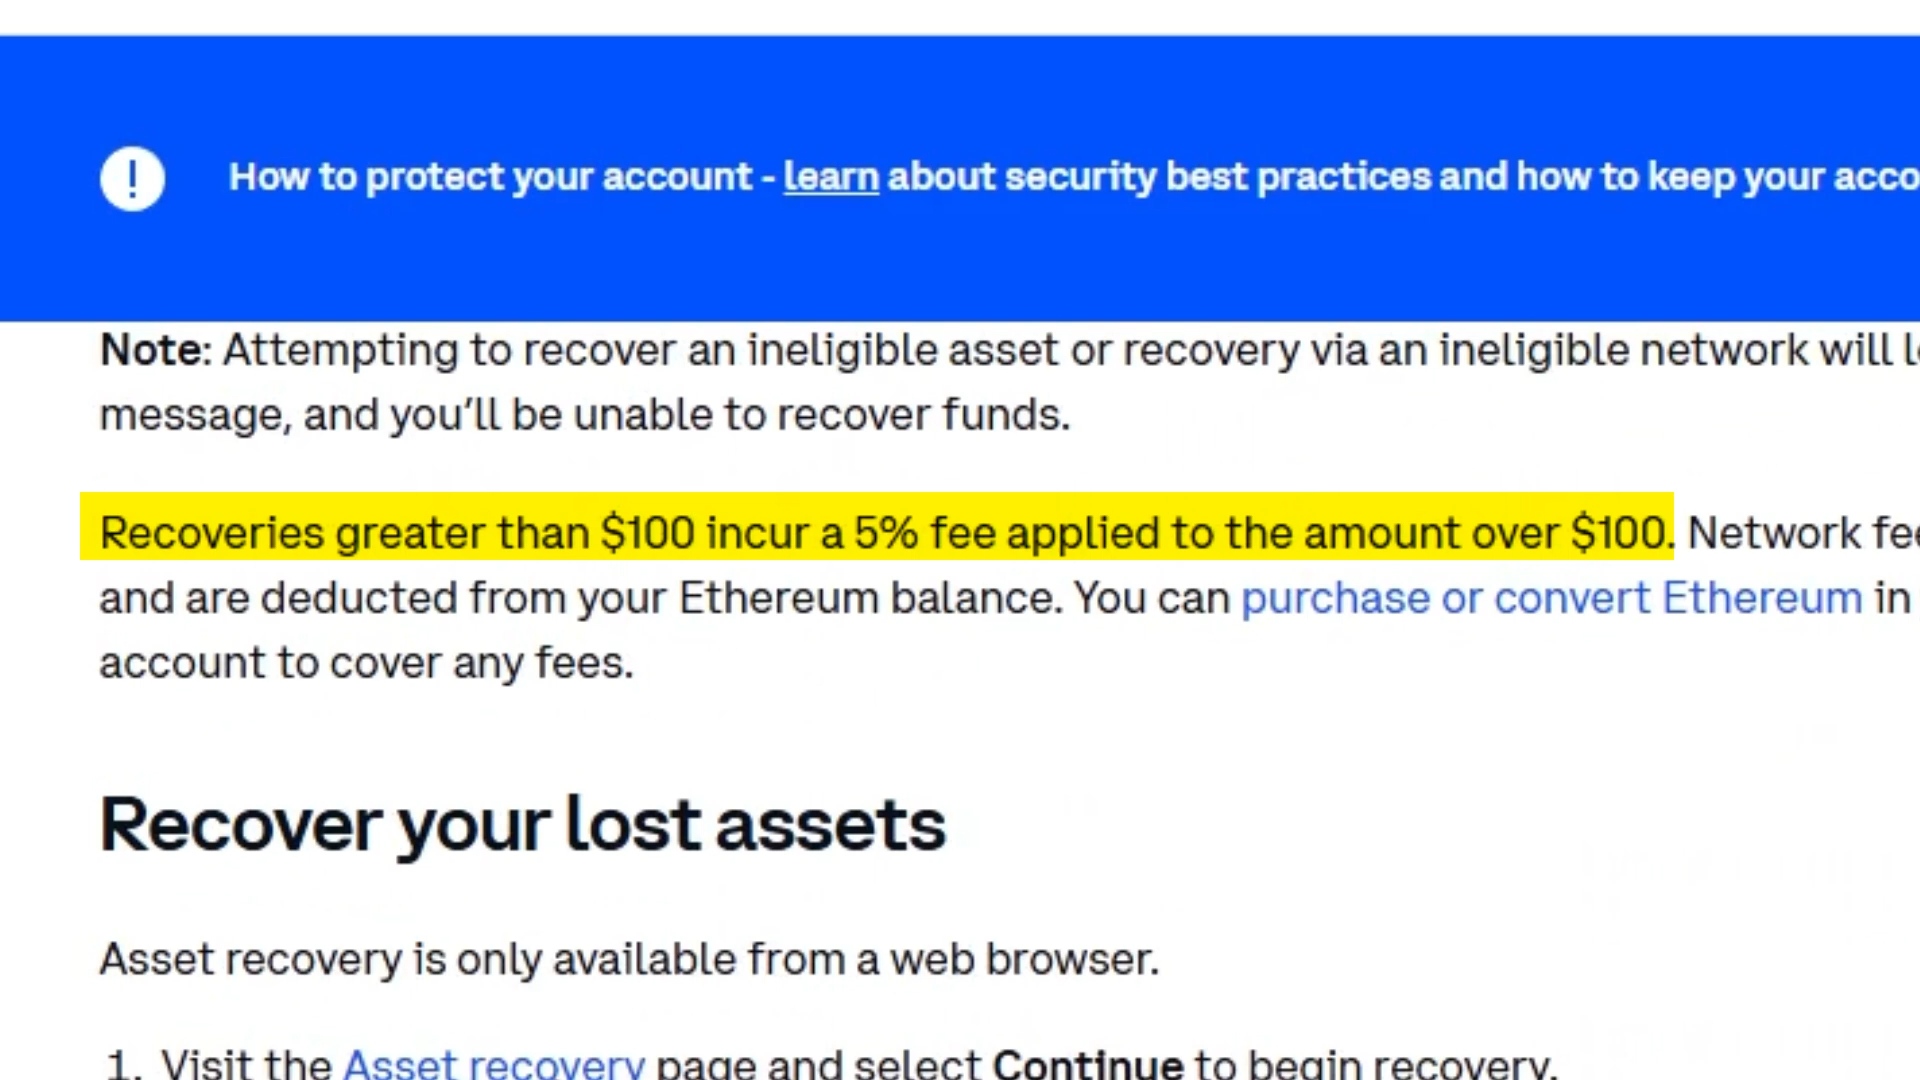 How to protect your account - learn about security best practices and how to keep your
Note: Attempting to recover an ineligible asset or recovery via an ineligible network will
message, and you’ll be unable to recover funds.
Recoveries greater than $100 incur a 5% fee applied to the amount over $100. Network
and are deducted from your Ethereum balance. You can purchase or convert Ethereum in
account to cover any fees.
Recover your lost assets
Asset recovery is only available from a web browser.
1. Visit the Asset recovery page and select Continue to begin recovery.